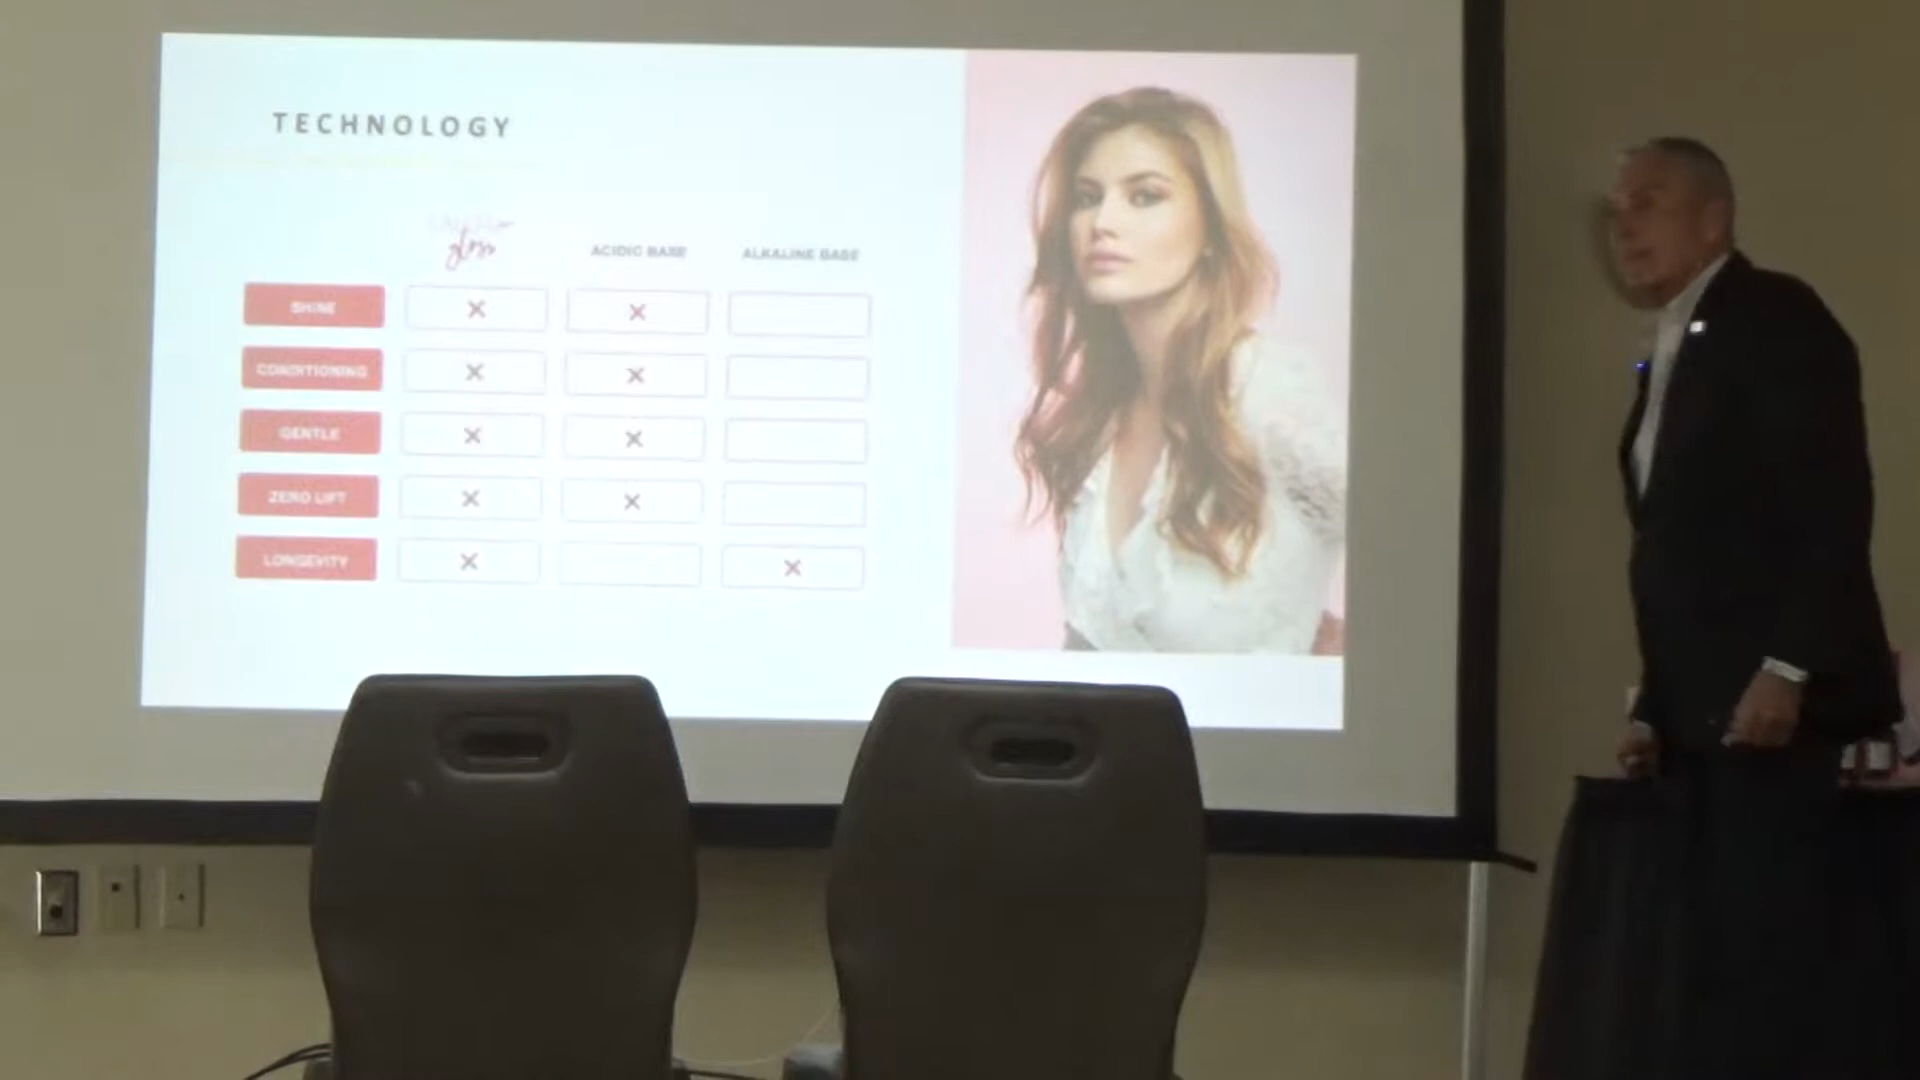 TECHNOLOGY
gloss
ACIDIC BASE
ALKALINE BASE
SHINE
X
X
CONDITIONING
X
X
GENTLE
X
X
ZERO LIFT
X
X
LONGEVITY
X
X